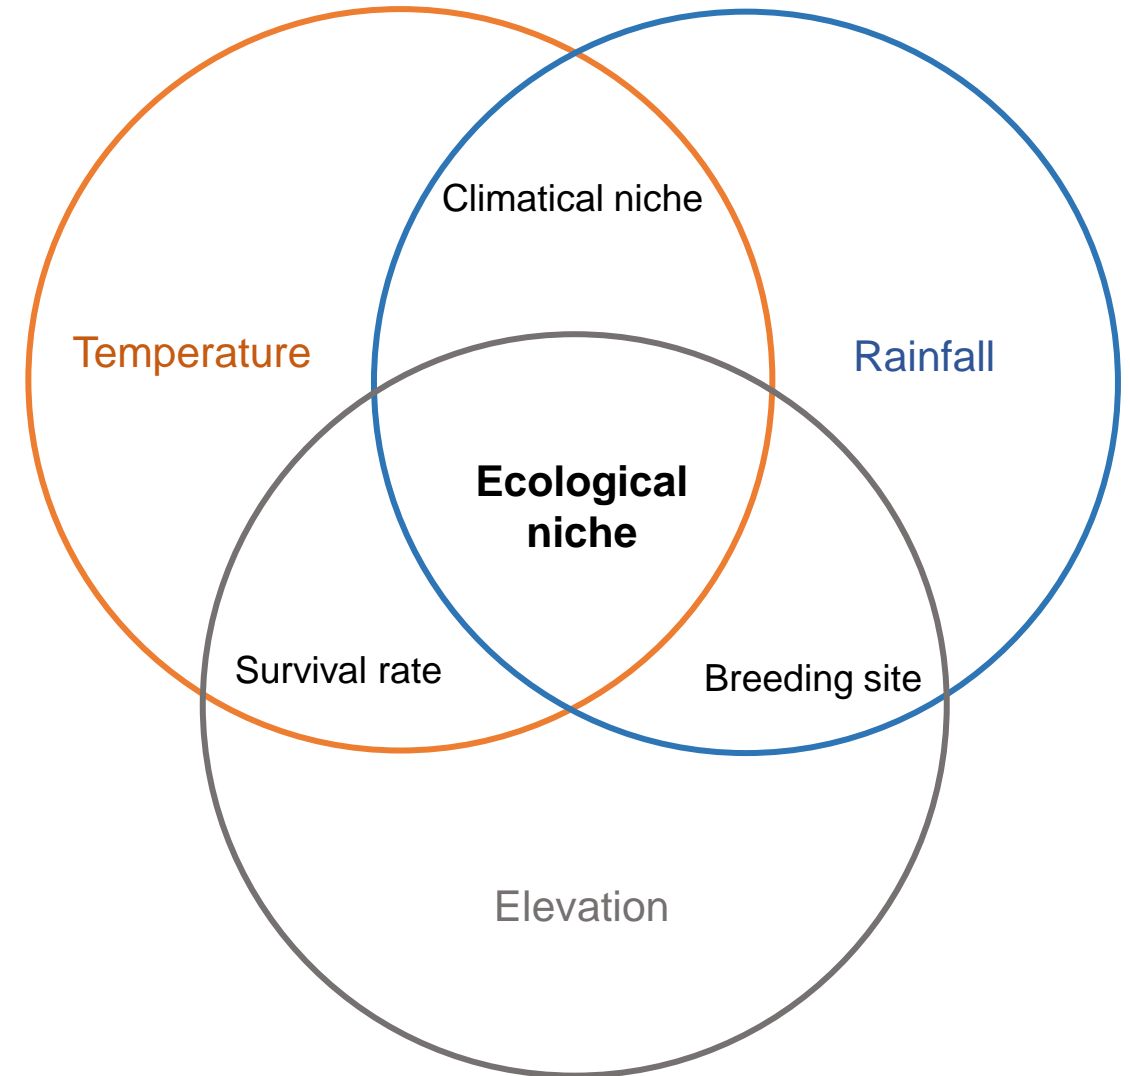 Climatical niche
Temperature
Rainfall
Ecological
niche
Survival rate
Breeding site
Elevation